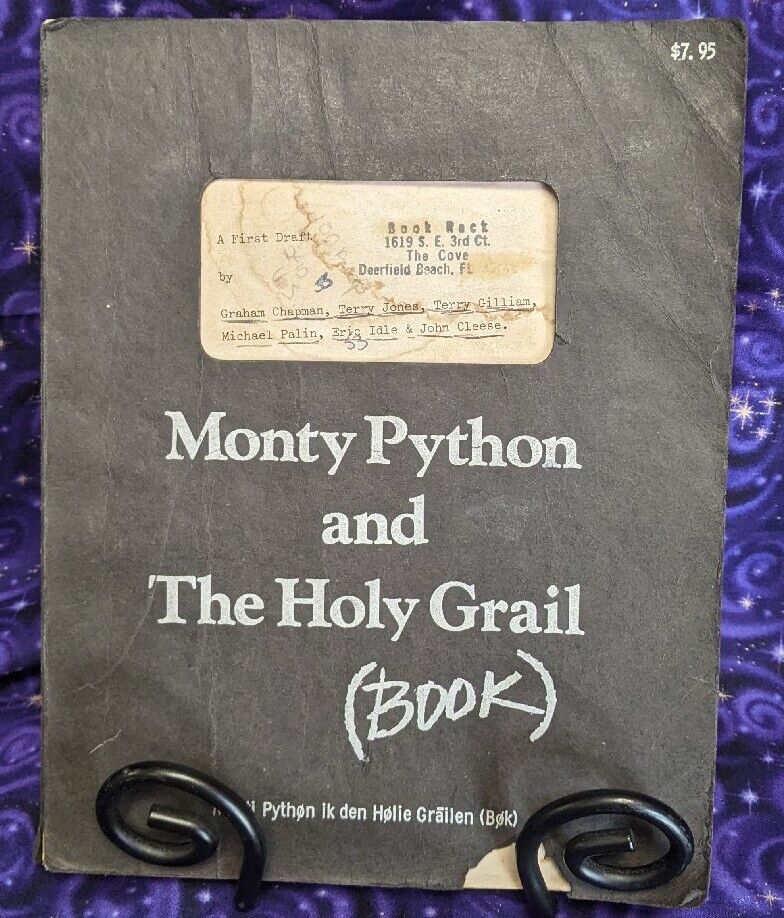 $7.95
A First Draft
Book Rack
1619 S. E. 3rd Ct.
The Cove
Deerfield Beach, FL
by
Graham Chapman, Terry Jones, Terry Gilliam,
Michael Palin, Eric Idle & John Cleese.
53
Monty Python
and
The Holy Grail
(BOOK)
Pythøn ik den Hølie Gräilen (Bøk)